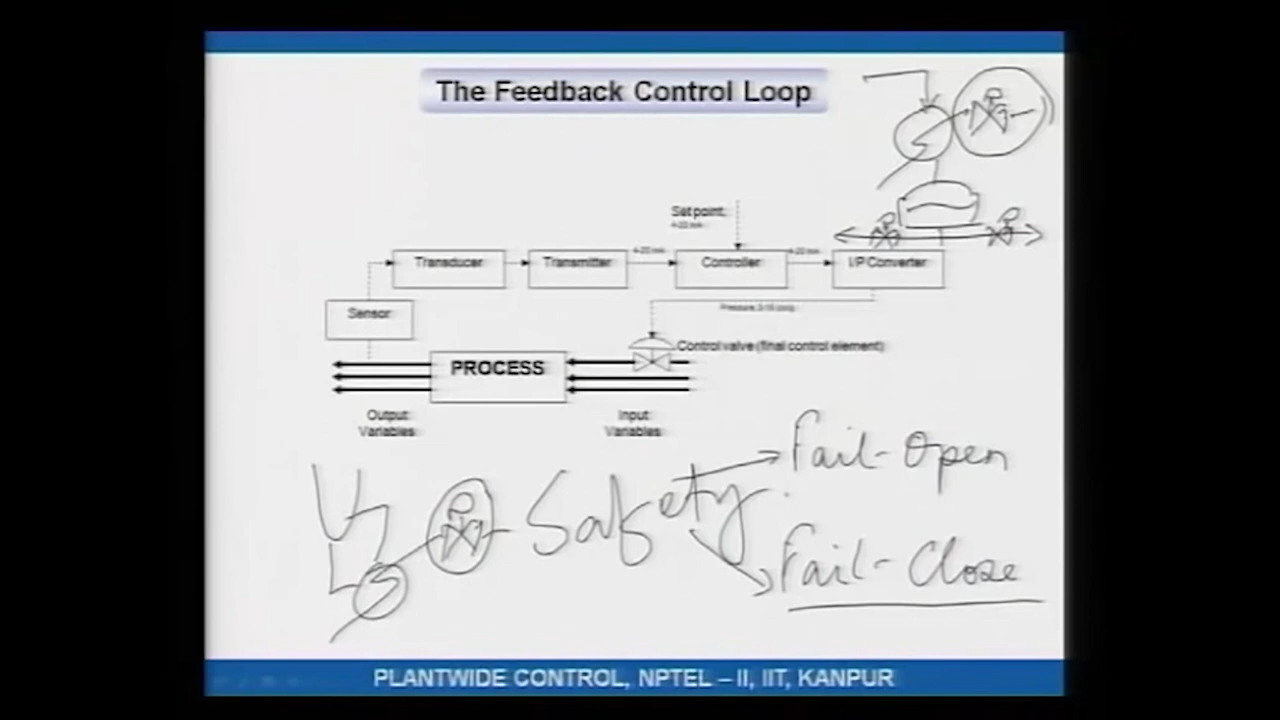 The Feedback Control Loop
Set point,
4-20 mA
Transducer
Transmitter
4-20 mA
Controller
4-20 mA
I/P Converter
Sensor
Pressure, 3-15 psig
Control valve (final control element)
PROCESS
Output
Variables
Input
Variables
Safety
Fail-Open
Fail-Close
PLANTWIDE CONTROL, NPTEL – II, IIT, KANPUR